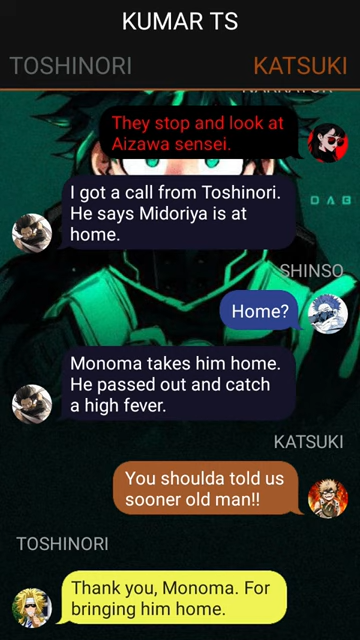 KUMAR TS
TOSHINORI
KATSUKI
NARRATOR
They stop and look at
Aizawa sensei.
DAB
I got a call from Toshinori.
He says Midoriya is at
home.
SHINSO
Home?
Monoma takes him home.
He passed out and catch
a high fever.
KATSUKI
You shoulda told us
sooner old man!!
TOSHINORI
Thank you, Monoma. For
bringing him home.